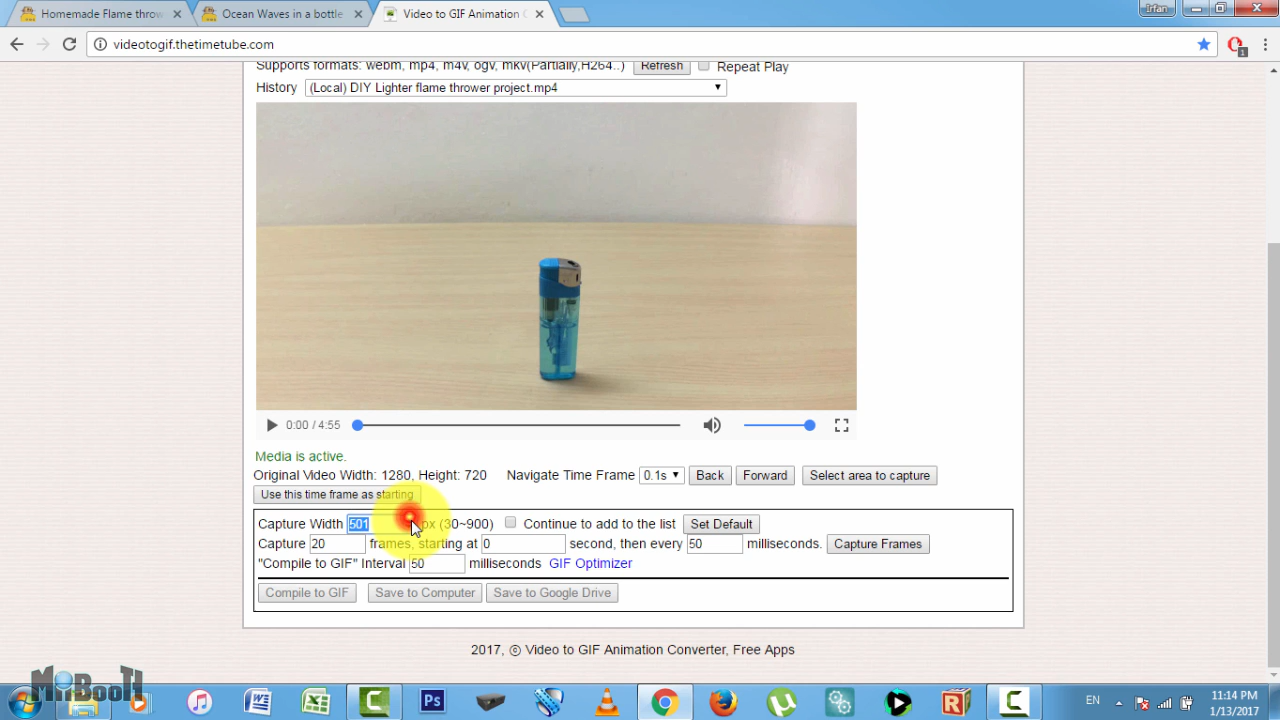 Homemade Flame throw
Ocean Waves in a bottle
Video to GIF Animation C
Irfan
videotogif.thetimetube.com
1
Supports formats: webm, mp4, m4v, ogv, mkv(Partially,H264..) Refresh Repeat Play
History (Local) DIY Lighter flame thrower project.mp4
0:00 / 4:55
Media is active.
Original Video Width: 1280, Height: 720 Navigate Time Frame 0.1s Back Forward Select area to capture
Use this time frame as starting
Capture Width 501 px (30~900) Continue to add to the list Set Default
Capture 20 frames, starting at 0 second, then every 50 milliseconds. Capture Frames
"Compile to GIF" Interval 50 milliseconds GIF Optimizer
Compile to GIF Save to Computer Save to Google Drive
2017, ⓒ Video to GIF Animation Converter, Free Apps
MrBooTI
Ps
EN
11:14 PM
1/13/2017